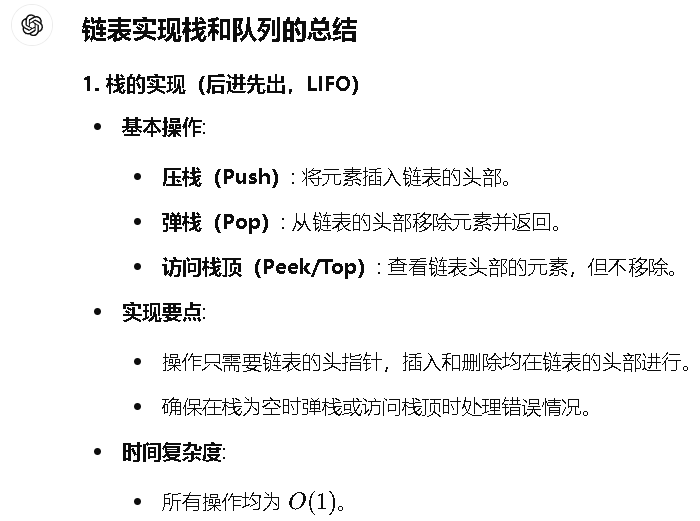 链表实现栈和队列的总结
1. 栈的实现（后进先出，LIFO）
• 基本操作:
• 压栈（Push）: 将元素插入链表的头部。
• 弹栈（Pop）: 从链表的头部移除元素并返回。
• 访问栈顶（Peek/Top）: 查看链表头部的元素，但不移除。
• 实现要点:
• 操作只需要链表的头指针，插入和删除均在链表的头部进行。
• 确保在栈为空时弹栈或访问栈顶时处理错误情况。
• 时间复杂度:
• 所有操作均为 O(1)。